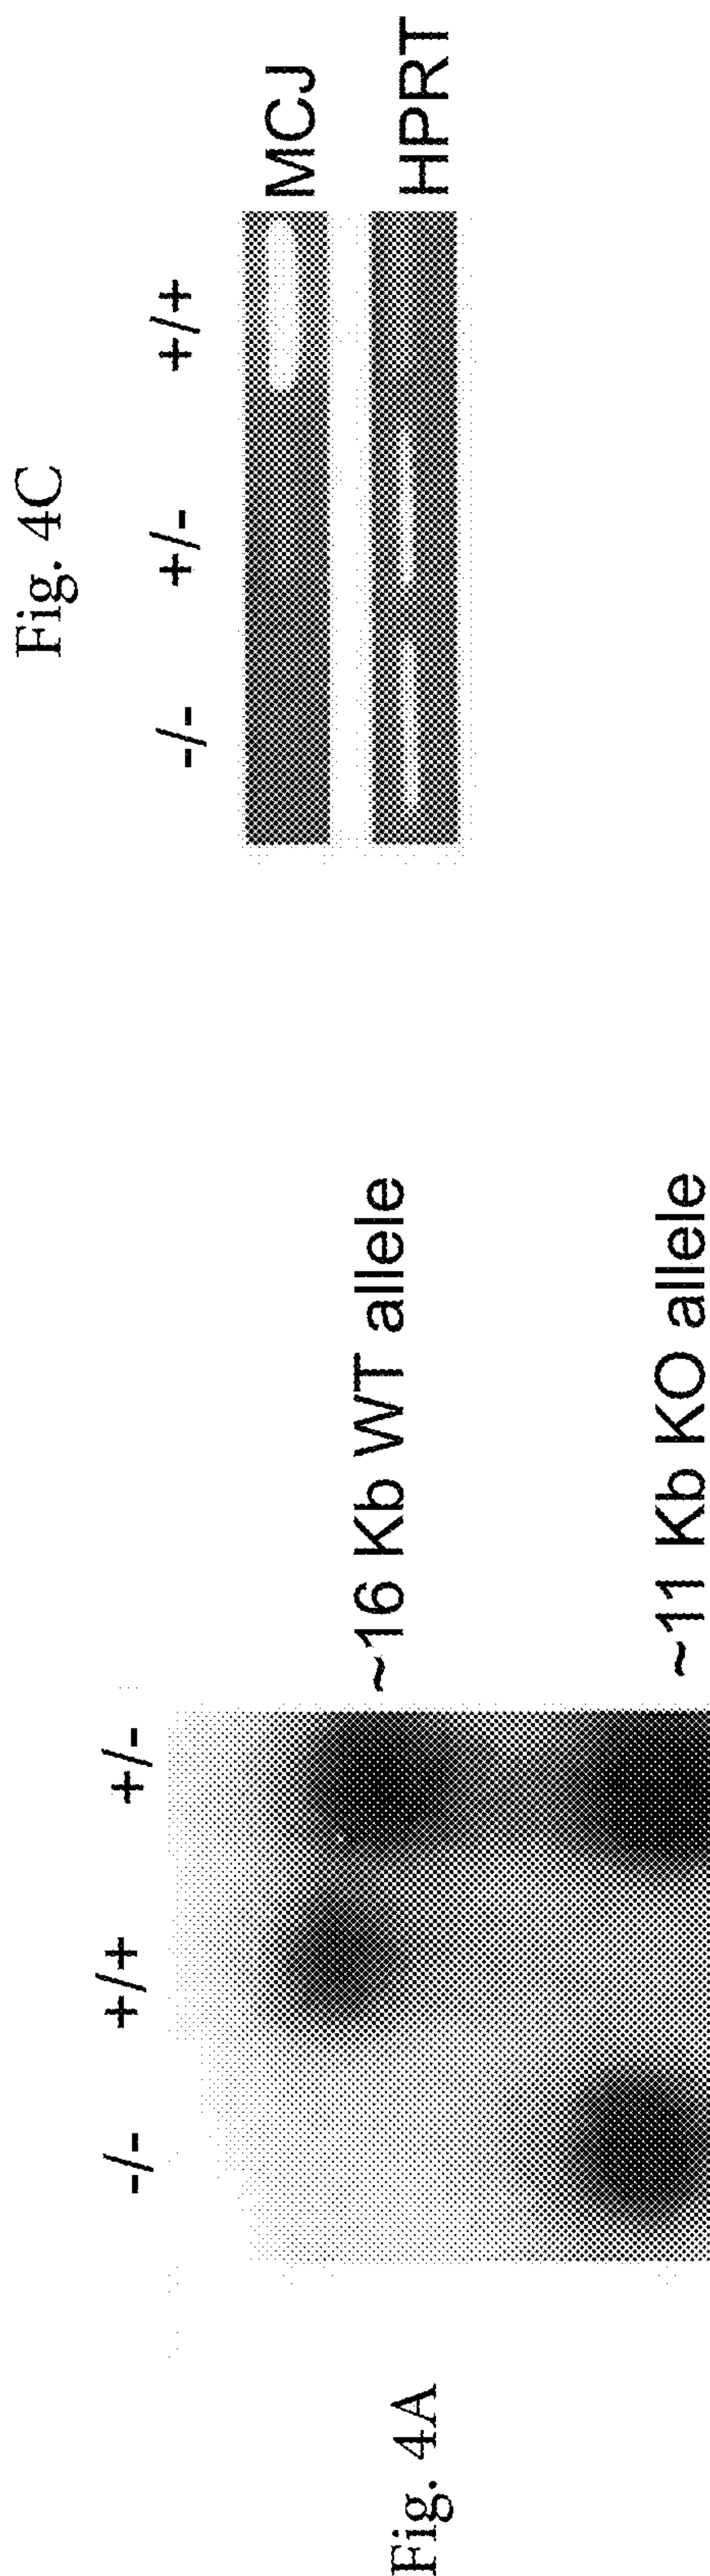 Fig. 4A
-/- +/+ +/-
~16 Kb WT allele
~11 Kb KO allele
Fig. 4C
-/- +/- +/+
MCJ
HPRT